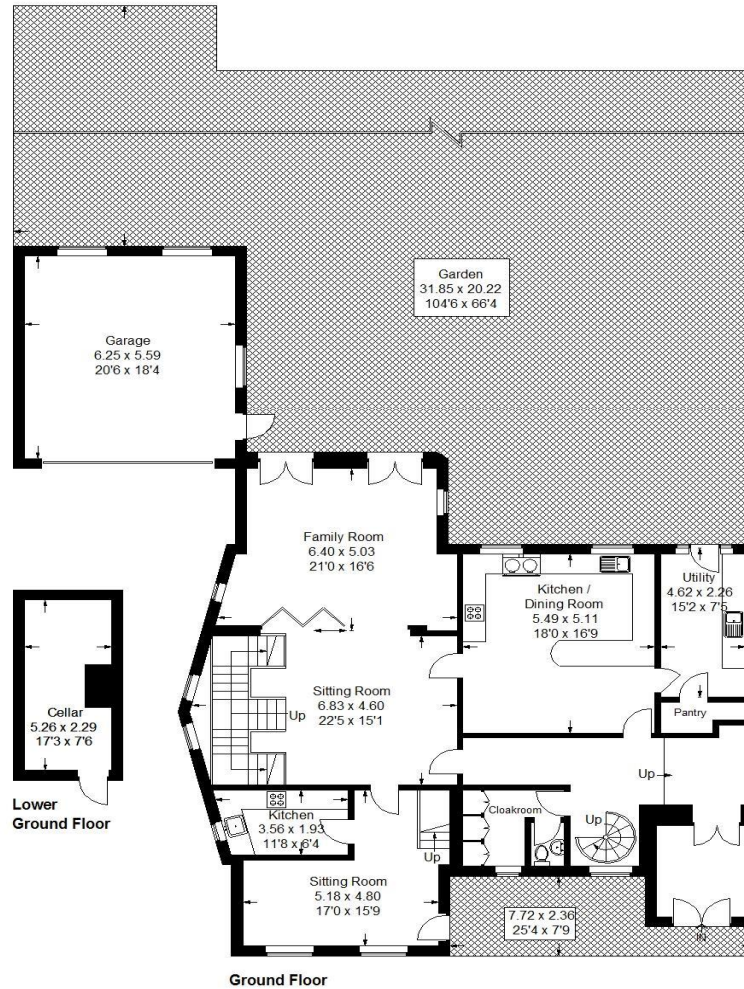 Garden
31.85 x 20.22
104'6 x 66'4
Garage
6.25 x 5.59
20'6 x 18'4
Family Room
6.40 x 5.03
21'0 x 16'6
Kitchen /
Dining Room
5.49 x 5.11
18'0 x 16'9
Utility
4.62 x 2.26
15'2 x 7'5
Cellar
5.26 x 2.29
17'3 x 7'6
Lower
Ground Floor
Sitting Room
6.83 x 4.60
22'5 x 15'1
Up
Pantry
Up
Kitchen
3.56 x 1.93
11'8 x 6'4
Cloakroom
Up
Up
Sitting Room
5.18 x 4.80
17'0 x 15'9
7.72 x 2.36
25'4 x 7'9
IN
Ground Floor